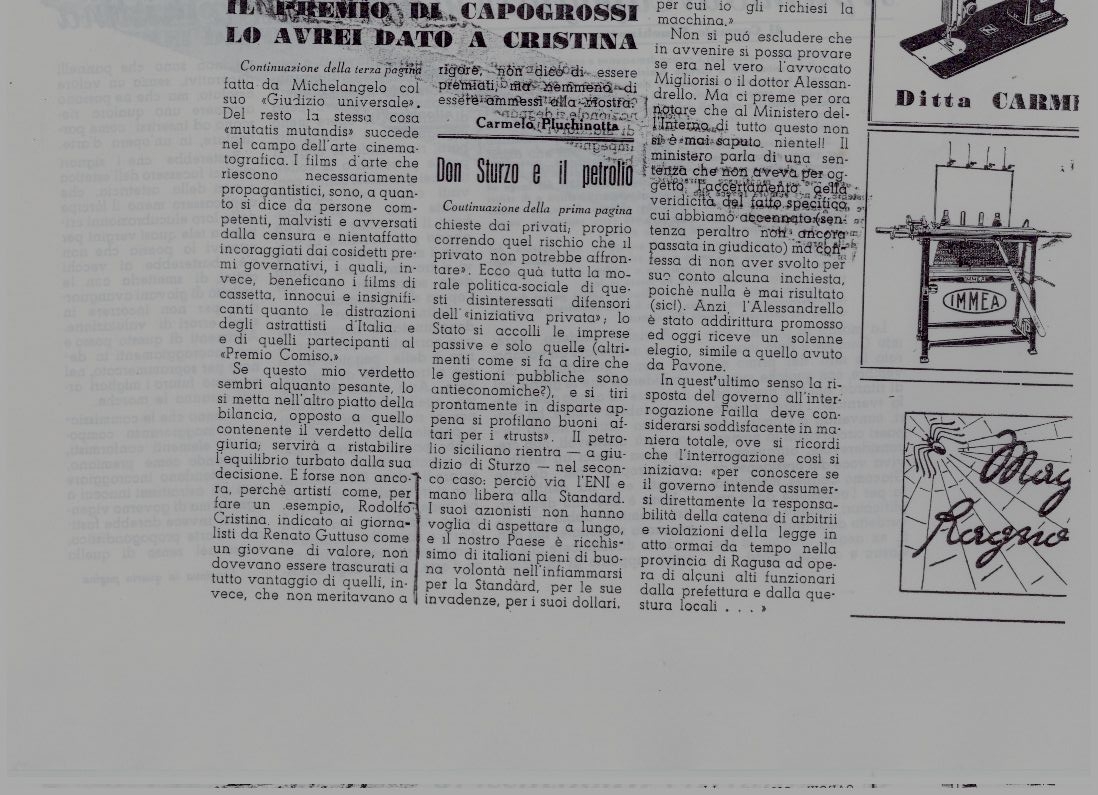 IL PREMIO DI CAPOGROSSI
LO AVREI DATO A CRISTINA
Continuazione della terza pagina
fatta da Michelangelo col
suo «Giudizio universale».
Del resto la stessa cosa
«mutatis mutandis» succede
nel campo dell'arte cinema-
tografica. I films d'arte che
riescono necessariamente
propagantistici, sono, a quan-
to si dice da persone com-
petenti, malvisti e avversati
dalla censura e nientaffatto
incoraggiati dai cosidetti pre-
mi governativi, i quali, in-
vece, beneficano i films di
cassetta, innocui e insignifi-
canti quanto le distrazioni
degli astrattisti d'Italia e
e di quelli partecipanti al
«Premio Comiso.»
Se questo mio verdetto
sembri alquanto pesante, lo
si metta nell'altro piatto della
bilancia, opposto a quello
contenente il verdetto della
giuria; servirà a ristabilire
l'equilibrio turbato dalla sua
decisione. E forse non anco-
ra, perchè artisti come, per
fare un esempio, Rodolfo
Cristina, indicato ai giorna-
listi da Renato Guttuso come
un giovane di valore, non
dovevano essere trascurati a
tutto vantaggio di quelli, in-
vece, che non meritavano a
rigore, non dico di essere
premiati, ma nemmeno di
essere ammessi alla mostra.
Carmelo Pluchinotta
Don Sturzo e il petrolio
Coutinuazione della prima pagina
chieste dai privati; proprio
correndo quel rischio che il
privato non potrebbe affron-
tare». Ecco quà tutta la mo-
rale politica-sociale di que-
sti disinteressati difensori
dell'«iniziativa privata»; lo
Stato si accolli le imprese
passive e solo quelle (altri-
menti come si fa a dire che
le gestioni pubbliche sono
antieconomiche?), e si tiri
prontamente in disparte ap-
pena si profilano buoni af-
fari per i «trusts». Il petro-
lio siciliano rientra — a giu-
dizio di Sturzo — nel secon-
co caso: perciò via l'ENI e
mano libera alla Standard.
I suoi azionisti non hanno
voglia di aspettare a lungo,
e il nostro Paese è ricchis-
simo di italiani pieni di buo-
na volontà nell'infiammarsi
per la Standàrd, per le sue
invadenze, per i suoi dollari.
per cui io gli richiesi la
macchina.»
Non si puó escludere che
in avvenire si possa provare
se era nel vero l'avvocato
Migliorisi o il dottor Alessan-
drello. Ma ci preme per ora
notare che al Ministero del-
l'Interno di tutto questo non
si è mai saputo niente!! Il
ministero parla di una sen-
tenza che non aveva per og-
getto l'accertamento della
veridicità del fatto specifico
cui abbiamo accennato (sen-
tenza peraltro non ancora
passata in giudicato) ma con-
fessa di non aver svolto per
suo conto alcuna inchiesta,
poichè nulla è mai risultato
(sic!). Anzi, l'Alessandrello
è stato addirittura promosso
ed oggi riceve un solenne
elegio, simile a quello avuto
da Pavone.
In quest'ultimo senso la ri-
sposta del governo all'inter-
rogazione Failla deve con-
siderarsi soddisfacente in ma-
niera totale, ove si ricordi
che l'interrogazione così si
iniziava: «per conoscere se
il governo intende assumer-
si direttamente la responsa-
bilità della catena di arbitrii
e violazioni della legge in
atto ormai da tempo nella
provincia di Ragusa ad ope-
ra di alcuni alti funzionari
dalla prefettura e dalla que-
stura locali . . . »
N
Ditta CARME
IMMEA
Mag
Ragno